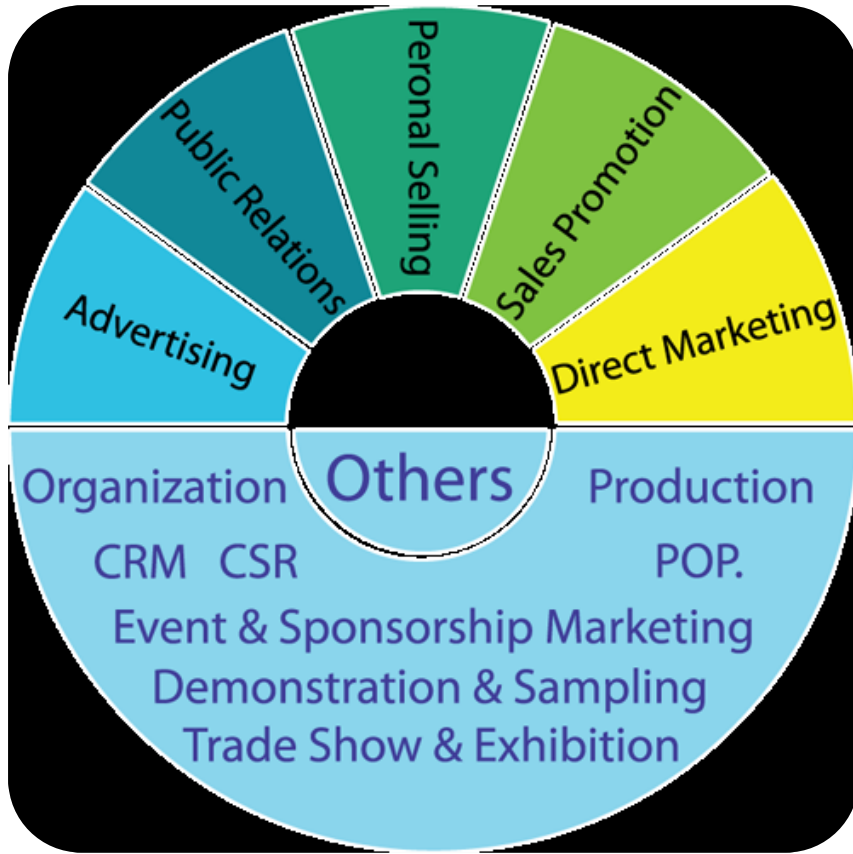 Advertising
Public Relations
Peronal Selling
Sales Promotion
Direct Marketing
Others
Organization
Production
CRM CSR
POP.
Event & Sponsorship Marketing
Demonstration & Sampling
Trade Show & Exhibition